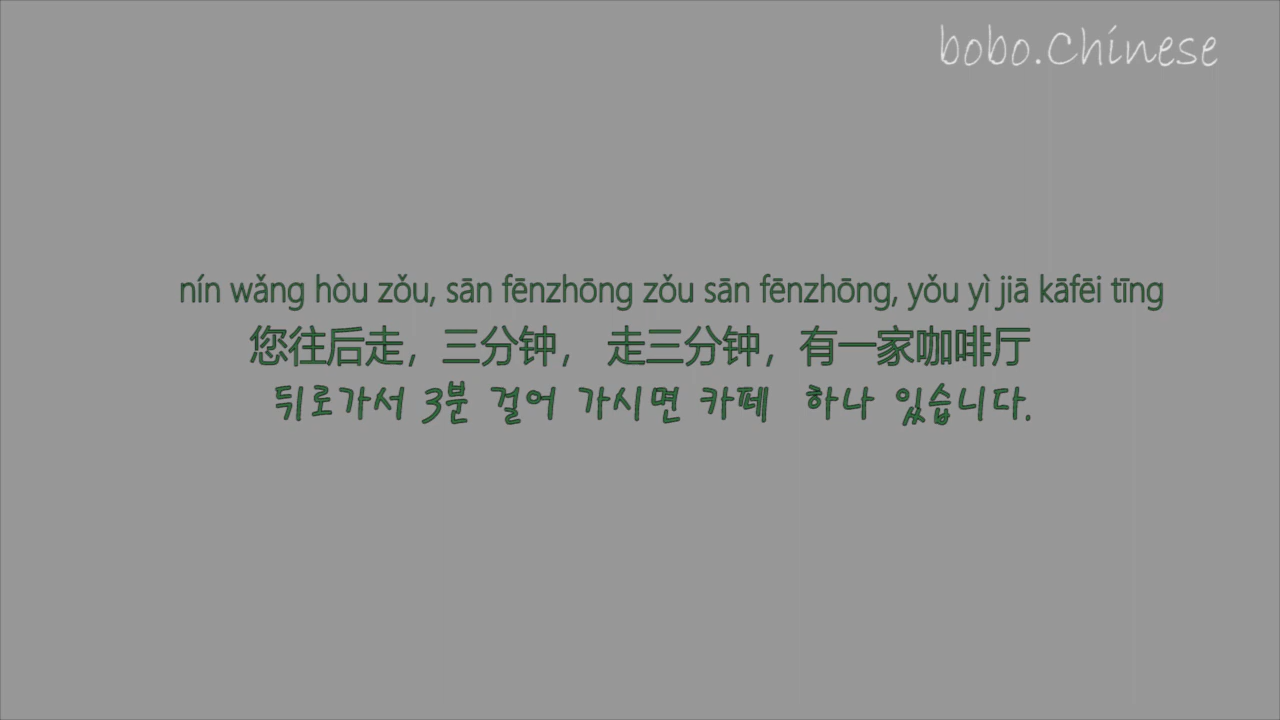 bobo.Chinese
nín wǎng hòu zǒu, sān fēnzhōng zǒu sān fēnzhōng, yǒu yì jiā kāfēi tīng
您往后走，三分钟， 走三分钟，有一家咖啡厅
뒤로가서 3분 걸어 가시면 카페 하나 있습니다.